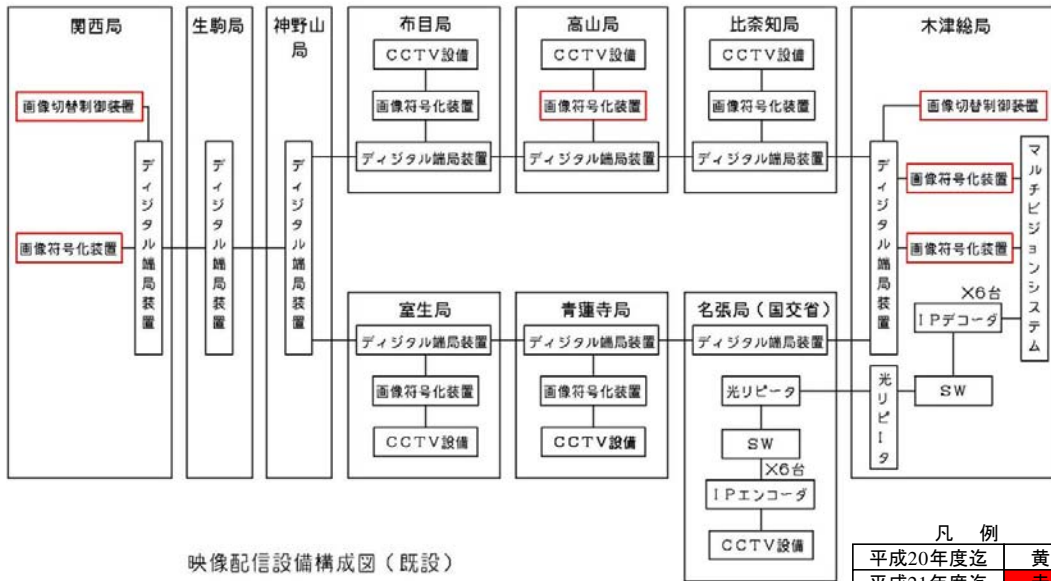 関西局
画像切替制御装置
ディジタル端局装置
画像符号化装置
生駒局
ディジタル端局装置
神野山局
ディジタル端局装置
布目局
CCTV設備
画像符号化装置
ディジタル端局装置
高山局
CCTV設備
画像符号化装置
ディジタル端局装置
比奈知局
CCTV設備
画像符号化装置
ディジタル端局装置
木津総局
画像切替制御装置
ディジタル端局装置
画像符号化装置
画像符号化装置
マルチビジョンシステム
×6台
IPデコーダ
SW
光リピータ
室生局
ディジタル端局装置
画像符号化装置
CCTV設備
青蓮寺局
ディジタル端局装置
画像符号化装置
CCTV設備
名張局(国交省)
ディジタル端局装置
光リピータ
SW
×6台
IPエンコーダ
CCTV設備
映像配信設備構成図(既設)
凡 例
平成20年度迄 黄
平成21年度迄